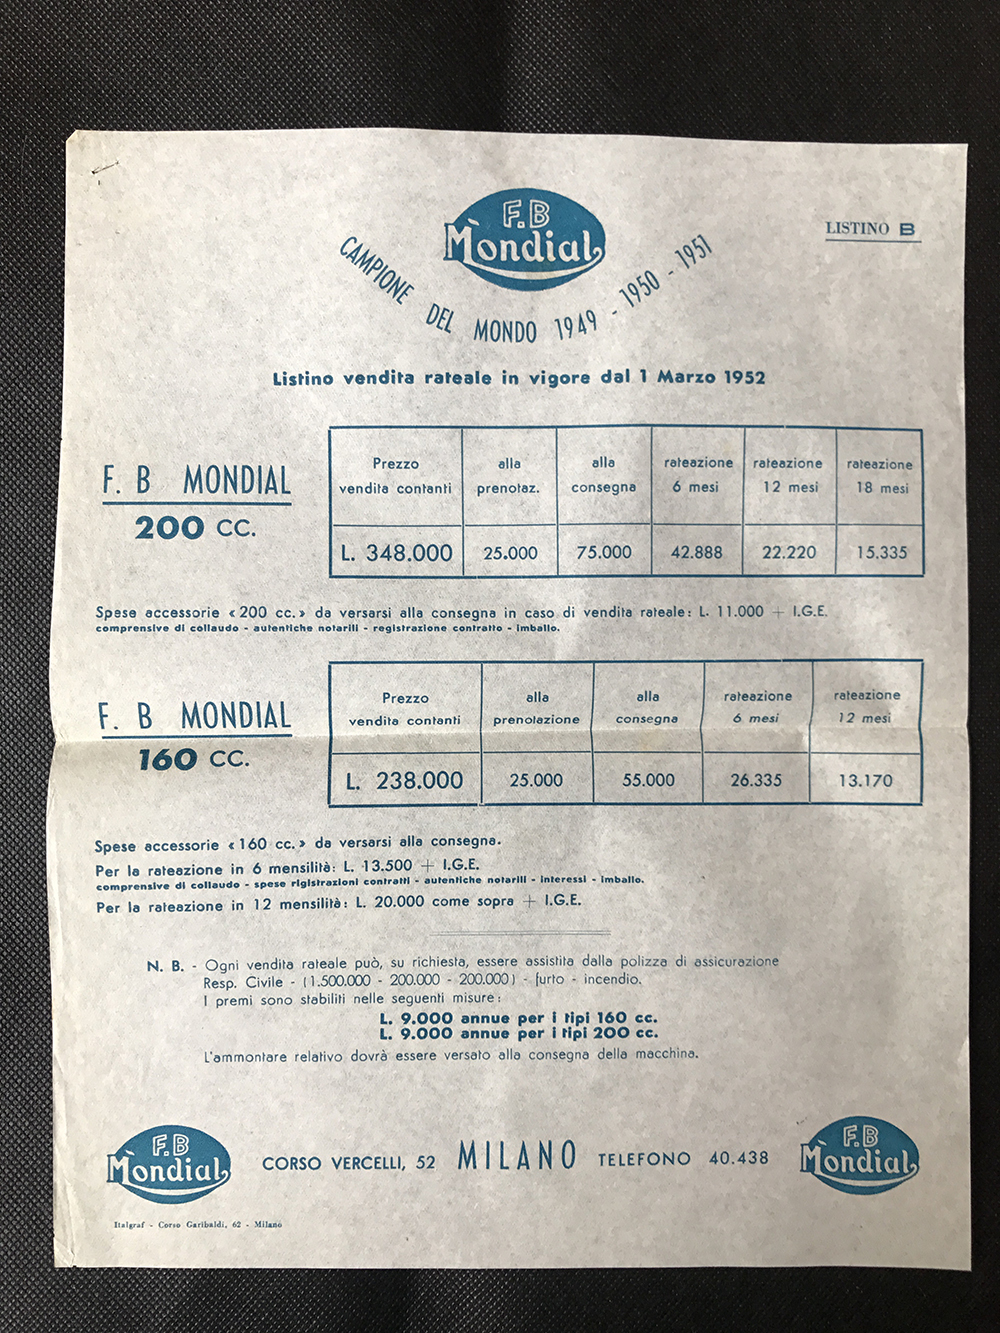 F.B
Mòndial
LISTINO B
CAMPIONE DEL MONDO 1949 - 1950 - 1951
Listino vendita rateale in vigore dal 1 Marzo 1952
F. B MONDIAL
200 CC.
Prezzo vendita contanti | alla prenotaz. | alla consegna | rateazione 6 mesi | rateazione 12 mesi | rateazione 18 mesi
L. 348.000 | 25.000 | 75.000 | 42.888 | 22.220 | 15.335
Spese accessorie «200 cc.» da versarsi alla consegna in caso di vendita rateale: L. 11.000 + I.G.E.
comprensive di collaudo - autentiche notarili - registrazione contratto - imballo.
F. B MONDIAL
160 CC.
Prezzo vendita contanti | alla prenotazione | alla consegna | rateazione 6 mesi | rateazione 12 mesi
L. 238.000 | 25.000 | 55.000 | 26.335 | 13.170
Spese accessorie «160 cc.» da versarsi alla consegna.
Per la rateazione in 6 mensilità: L. 13.500 + I.G.E.
comprensive di collaudo - spese rigistrazioni contratti - autentiche notarili - interessi - imballo.
Per la rateazione in 12 mensilità: L. 20.000 come sopra + I.G.E.
N. B. - Ogni vendita rateale può, su richiesta, essere assistita dalla polizza di assicurazione
Resp. Civile - (1.500.000 - 200.000 - 200.000) - furto - incendio.
I premi sono stabiliti nelle seguenti misure:
L. 9.000 annue per i tipi 160 cc.
L. 9.000 annue per i tipi 200 cc.
L'ammontare relativo dovrà essere versato alla consegna della macchina.
F.B
Mòndial
CORSO VERCELLI, 52 MILANO TELEFONO 40.438
F.B
Mòndial
Italgraf - Corso Garibaldi, 62 - Milano